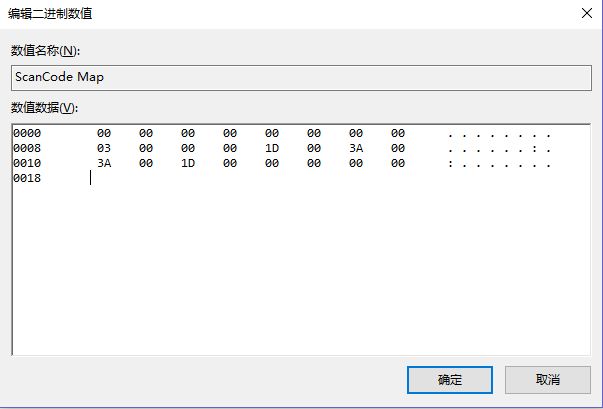 编辑二进制数值
数值名称(N):
ScanCode Map
数值数据(V):
0000 00 00 00 00 00 00 00 00 . . . . . . . .
0008 03 00 00 00 1D 00 3A 00 . . . . . . : .
0010 3A 00 1D 00 00 00 00 00 : . . . . . . .
0018
确定 取消